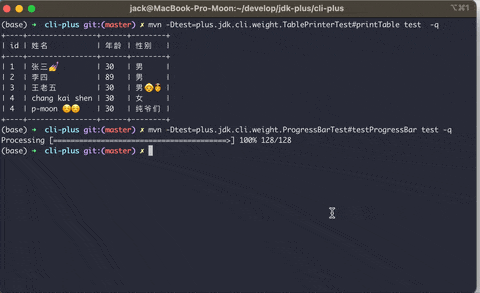 jack@MacBook-Pro-Moon:~/develop/jdk-plus/cli-plus
⌥⌘1
(base) ➜ cli-plus git:(master) ✗ mvn -Dtest=plus.jdk.cli.weight.TablePrinterTest#printTable test -q
+----+----------------+------+--------+
| id | 姓名 | 年龄 | 性别 |
+----+----------------+------+--------+
| 1 | 张三💅 | 30 | 男 |
| 2 | 李四 | 89 | 男 |
| 3 | 王老五 | 30 | 男 |
| 4 | chang kai shen | 30 | 女 |
| 4 | p-moon 😊😊 | 30 | 纯爷们 |
+----+----------------+------+--------+
(base) ➜ cli-plus git:(master) ✗ mvn -Dtest=plus.jdk.cli.weight.ProgressBarTest#testProgressBar test -q
Processing [========================================>] 100% 128/128
(base) ➜ cli-plus git:(master) ✗